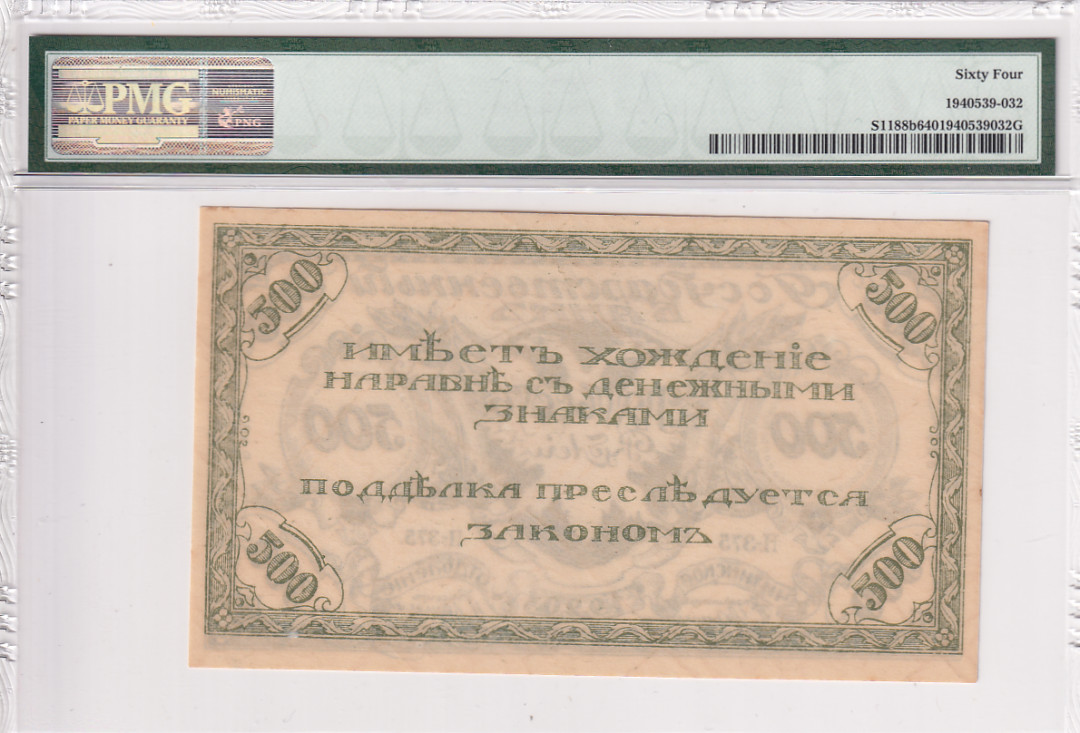 PMG
PAPER MONEY GUARANTY
NUMISMATIC
PNG
Sixty Four
1940539-032
S1188b6401940539032G
500
500
ИМѢЕТЪ ХОЖДЕНІЕ
НАРАВНѢ СЪ ДЕНЕЖНЫМИ
ЗНАКАМИ
ПОДДѢЛКА ПРЕСЛѢДУЕТСЯ
ЗАКОНОМЪ
500
500